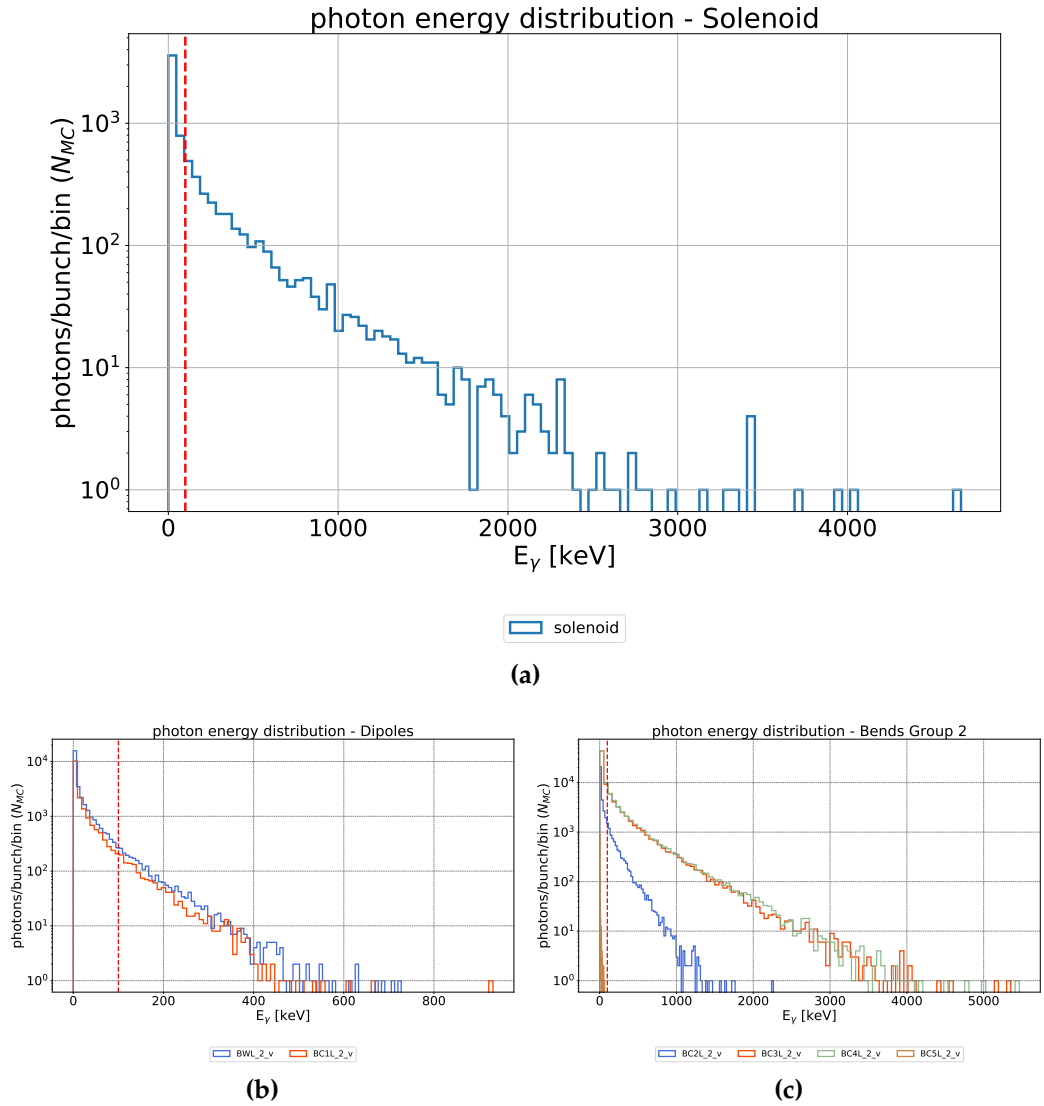 photon energy distribution - Solenoid
photons/bunch/bin (N_MC)
10³
10²
10¹
10⁰
0 1000 2000 3000 4000
E_γ [keV]
solenoid
(a)
photon energy distribution - Dipoles
photons/bunch/bin (N_MC)
10⁴
10³
10²
10¹
10⁰
0 200 400 600 800
E_γ [keV]
BWL_2_v BC1L_2_v
(b)
photon energy distribution - Bends Group 2
photons/bunch/bin (N_MC)
10⁴
10³
10²
10¹
10⁰
0 1000 2000 3000 4000 5000
E_γ [keV]
BC2L_2_v BC3L_2_v BC4L_2_v BC5L_2_v
(c)